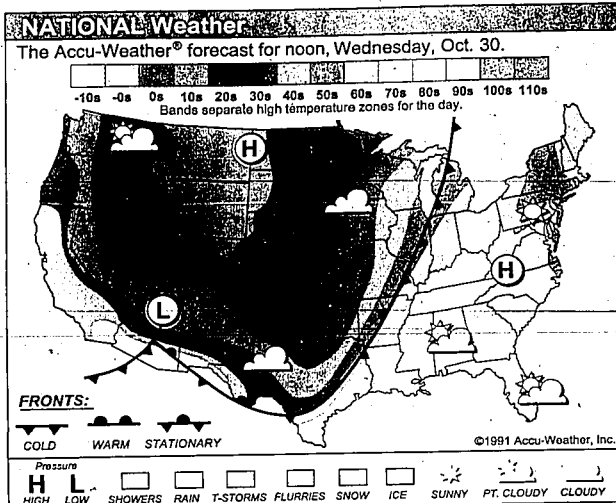 NATIONAL Weather
The Accu-Weather® forecast for noon, Wednesday, Oct. 30.
-10s -0s 0s 10s 20s 30s 40s 50s 60s 70s 80s 90s 100s 110s
Bands separate high temperature zones for the day.
H
L
H
FRONTS:
COLD WARM STATIONARY
©1991 Accu-Weather, Inc.
Pressure
H L
HIGH LOW SHOWERS RAIN T-STORMS FLURRIES SNOW ICE SUNNY PT. CLOUDY CLOUDY